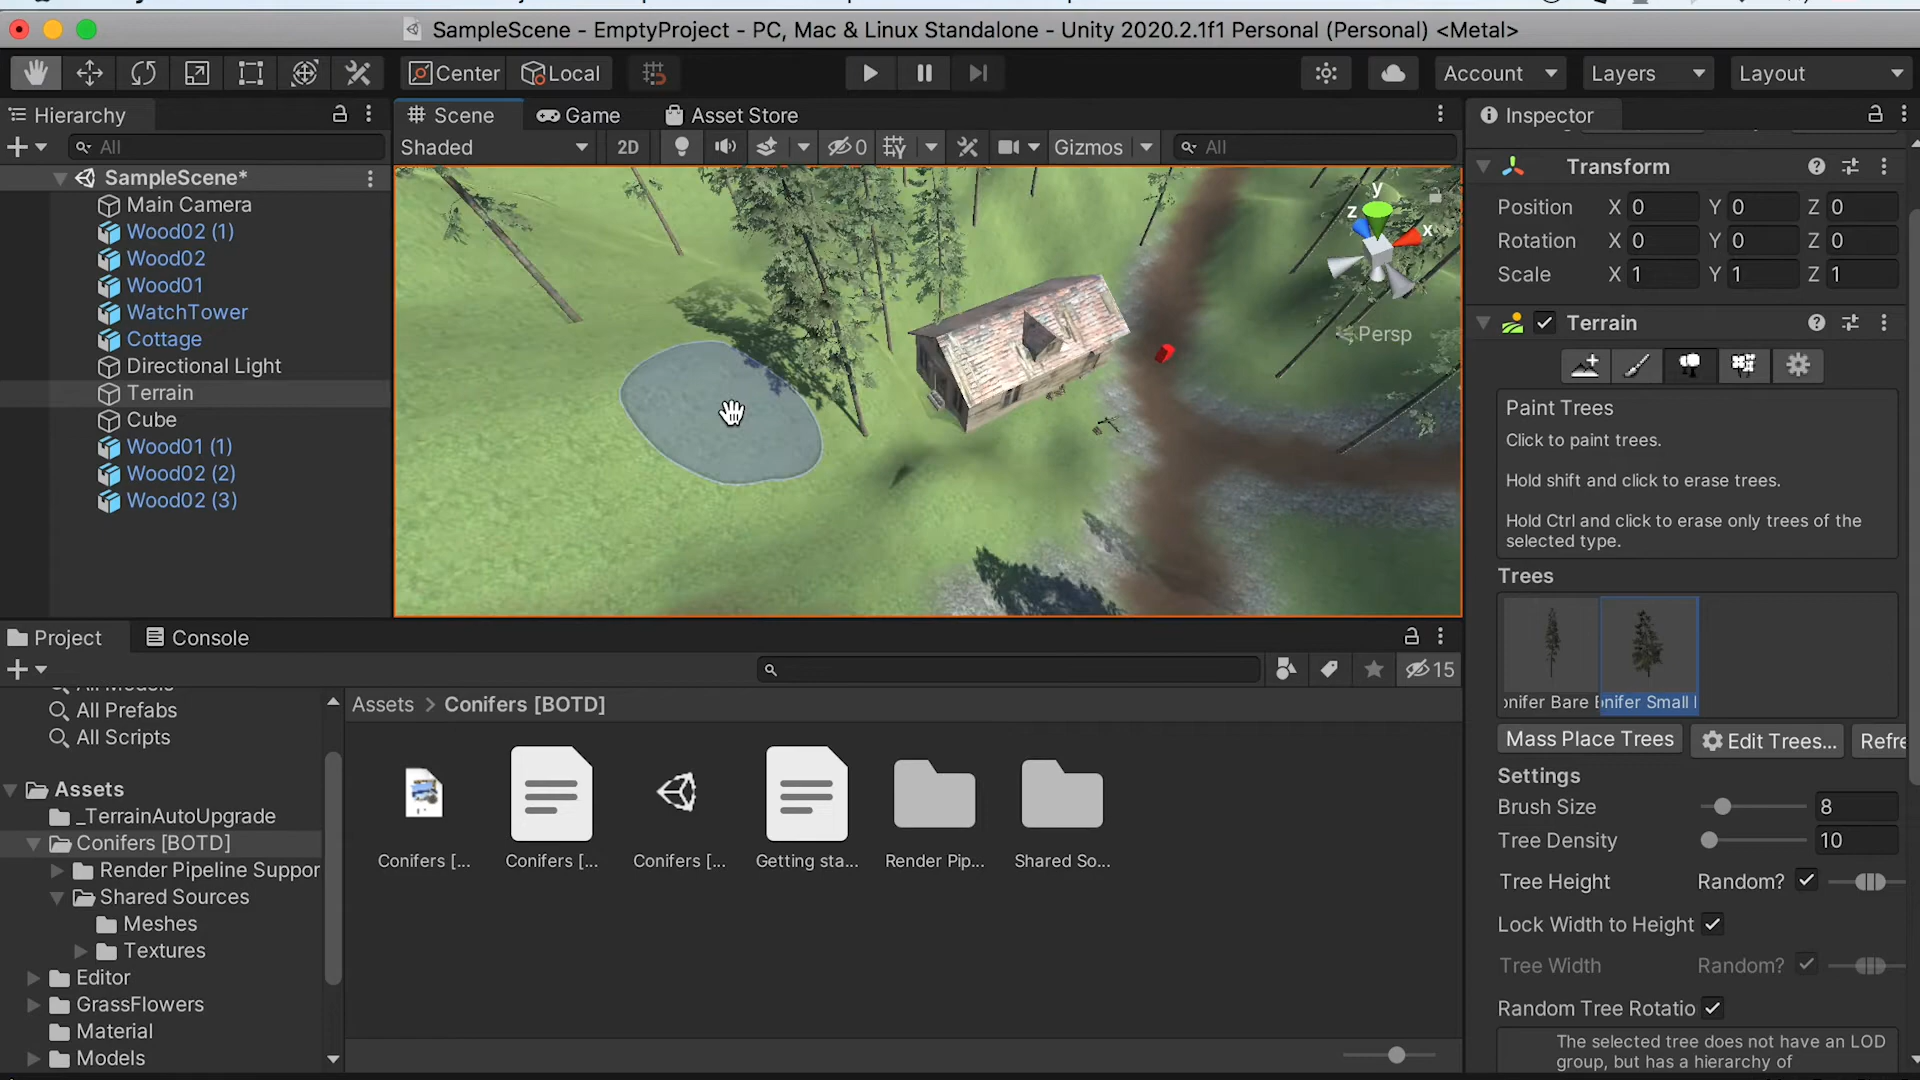 SampleScene - EmptyProject - PC, Mac & Linux Standalone - Unity 2020.2.1f1 Personal (Personal) <Metal>
Center Local Account Layers Layout
Hierarchy
All
SampleScene*
Main Camera
Wood02 (1)
Wood02
Wood01
WatchTower
Cottage
Directional Light
Terrain
Cube
Wood01 (1)
Wood02 (2)
Wood02 (3)
Scene Game Asset Store
Shaded 2D 0 Gizmos All
y
z x
Persp
Inspector
Transform
Position X 0 Y 0 Z 0
Rotation X 0 Y 0 Z 0
Scale X 1 Y 1 Z 1
Terrain
Paint Trees
Click to paint trees.
Hold shift and click to erase trees.
Hold Ctrl and click to erase only trees of the
selected type.
Trees
onifer Bare B onifer Small
Mass Place Trees Edit Trees... Refre
Settings
Brush Size 8
Tree Density 10
Tree Height Random?
Lock Width to Height
Tree Width Random?
Random Tree Rotatio
The selected tree does not have an LOD
group, but has a hierarchy of
Project Console
15
All Models
All Prefabs
All Scripts
Assets
_TerrainAutoUpgrade
Conifers [BOTD]
Render Pipeline Suppor
Shared Sources
Meshes
Textures
Editor
GrassFlowers
Material
Models
Assets > Conifers [BOTD]
Conifers [... Conifers [... Conifers [... Getting sta... Render Pip... Shared So...